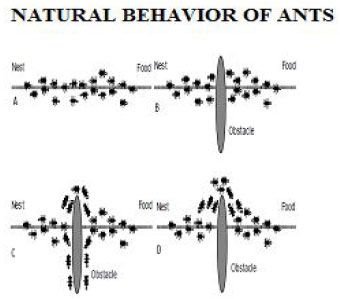 NATURAL BEHAVIOR OF ANTS
Nest Food
A
Nest Food
B
Obstacle
Nest Food
C
Obstacle
Nest Food
D
Obstacle